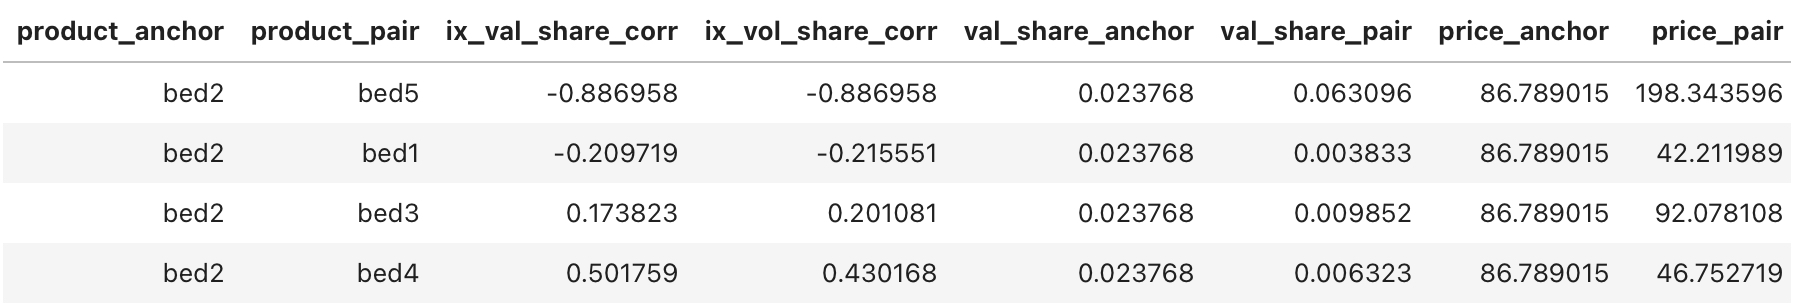 product_anchor product_pair ix_val_share_corr ix_vol_share_corr val_share_anchor val_share_pair price_anchor price_pair
bed2 bed5 -0.886958 -0.886958 0.023768 0.063096 86.789015 198.343596
bed2 bed1 -0.209719 -0.215551 0.023768 0.003833 86.789015 42.211989
bed2 bed3 0.173823 0.201081 0.023768 0.009852 86.789015 92.078108
bed2 bed4 0.501759 0.430168 0.023768 0.006323 86.789015 46.752719